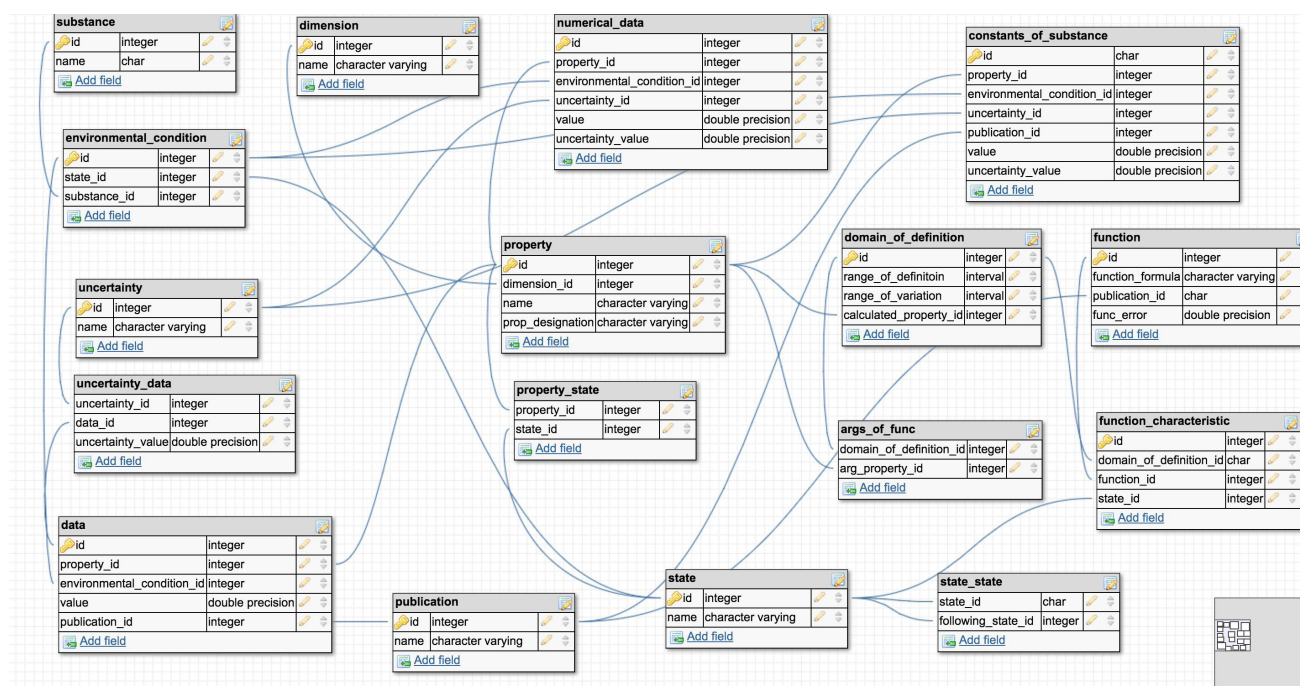 substance
id integer
name char
Add field
dimension
id integer
name character varying
Add field
numerical_data
id integer
property_id integer
environmental_condition_id integer
uncertainty_id integer
value double precision
uncertainty_value double precision
Add field
constants_of_substance
id char
property_id integer
environmental_condition_id integer
uncertainty_id integer
publication_id integer
value double precision
uncertainty_value double precision
Add field
environmental_condition
id integer
state_id integer
substance_id integer
Add field
property
id integer
dimension_id integer
name character varying
prop_designation character varying
Add field
domain_of_definition
id integer
range_of_definitoin interval
range_of_variation interval
calculated_property_id integer
Add field
function
id integer
function_formula character varying
publication_id char
func_error double precision
Add field
uncertainty
id integer
name character varying
Add field
uncertainty_data
uncertainty_id integer
data_id integer
uncertainty_value double precision
Add field
property_state
property_id integer
state_id integer
Add field
args_of_func
domain_of_definition_id integer
arg_property_id integer
Add field
function_characteristic
id integer
domain_of_definition_id char
function_id integer
state_id integer
Add field
data
id integer
property_id integer
environmental_condition_id integer
value double precision
publication_id integer
Add field
publication
id integer
name character varying
Add field
state
id integer
name character varying
Add field
state_state
state_id char
following_state_id integer
Add field